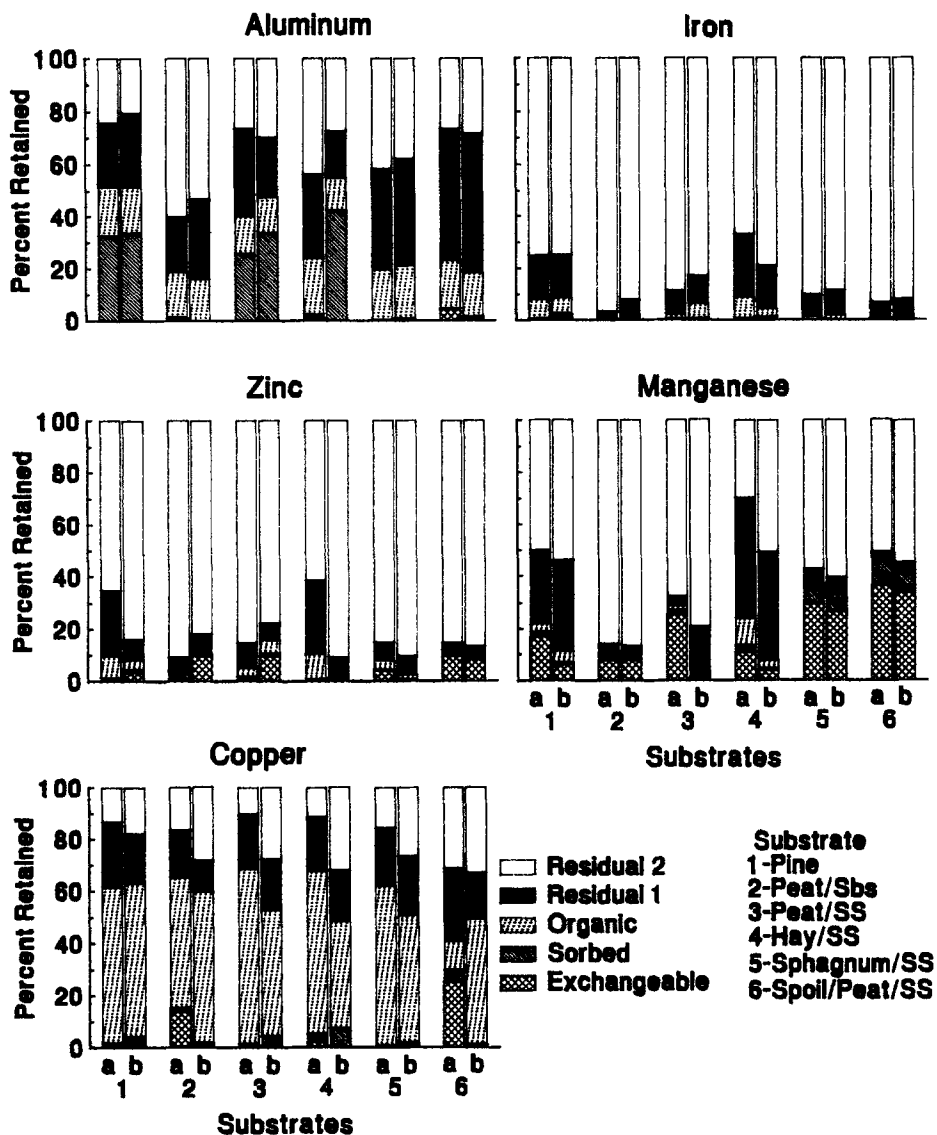 Aluminum
Iron
Percent Retained
100
80
60
40
20
0
Zinc
Manganese
Percent Retained
100
80
60
40
20
0
a b a b a b a b a b a b
1 2 3 4 5 6
Substrates
Copper
Percent Retained
100
80
60
40
20
0
a b a b a b a b a b a b
1 2 3 4 5 6
Substrates
Residual 2
Residual 1
Organic
Sorbed
Exchangeable
Substrate
1-Pine
2-Peat/Sbs
3-Peat/SS
4-Hay/SS
5-Sphagnum/SS
6-Spoil/Peat/SS